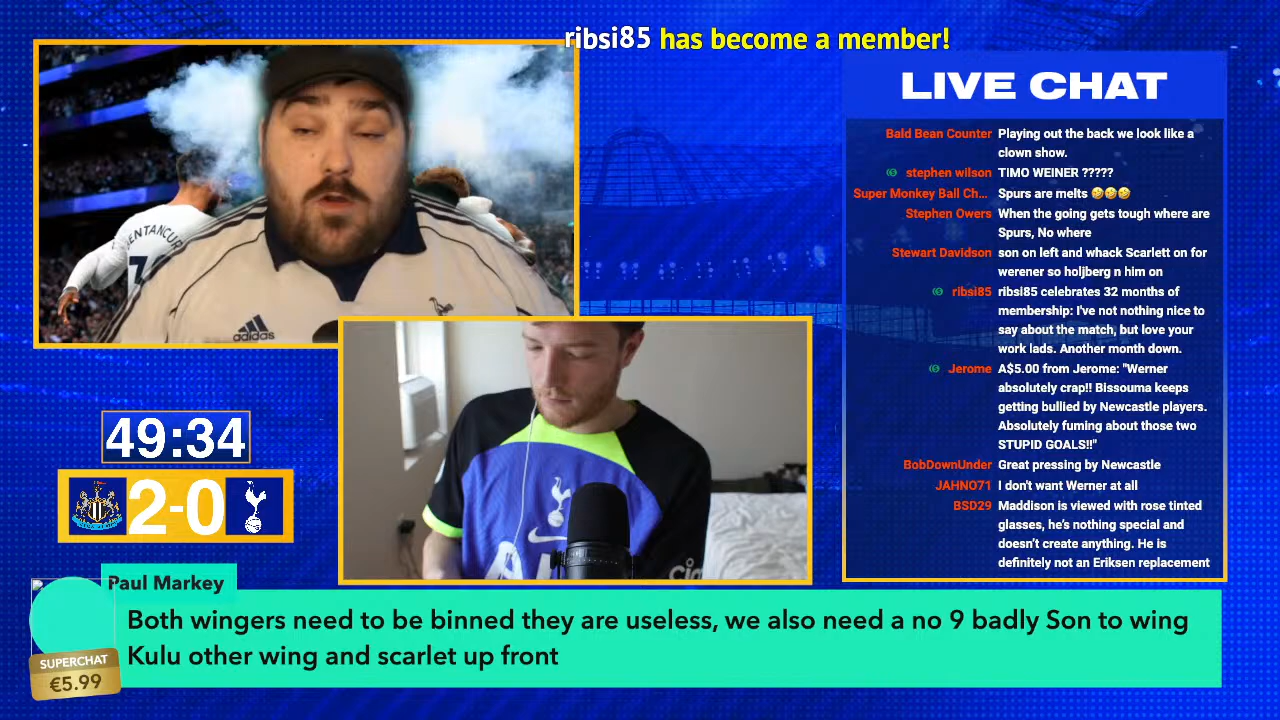 ribsi85 has become a member!
LIVE CHAT
Bald Bean Counter Playing out the back we look like a
clown show.
stephen wilson TIMO WEINER ?????
Super Monkey Ball Ch... Spurs are melts 🤣🤣🤣
Stephen Owers When the going gets tough where are
Spurs, No where
Stewart Davidson son on left and whack Scarlett on for
werener so holjberg n him on
ribsi85 ribsi85 celebrates 32 months of
membership: I've not nothing nice to
say about the match, but love your
work lads. Another month down.
Jerome A$5.00 from Jerome: "Werner
absolutely crap!! Bissouma keeps
getting bullied by Newcastle players.
Absolutely fuming about those two
STUPID GOALS!!"
BobDownUnder Great pressing by Newcastle
JAHNO71 I don't want Werner at all
BSD29 Maddison is viewed with rose tinted
glasses, he's nothing special and
doesn't create anything. He is
definitely not an Eriksen replacement
ENTANCUR
adidas
49:34
2-0
Paul Markey
Both wingers need to be binned they are useless, we also need a no 9 badly Son to wing
Kulu other wing and scarlet up front
SUPERCHAT
€5.99